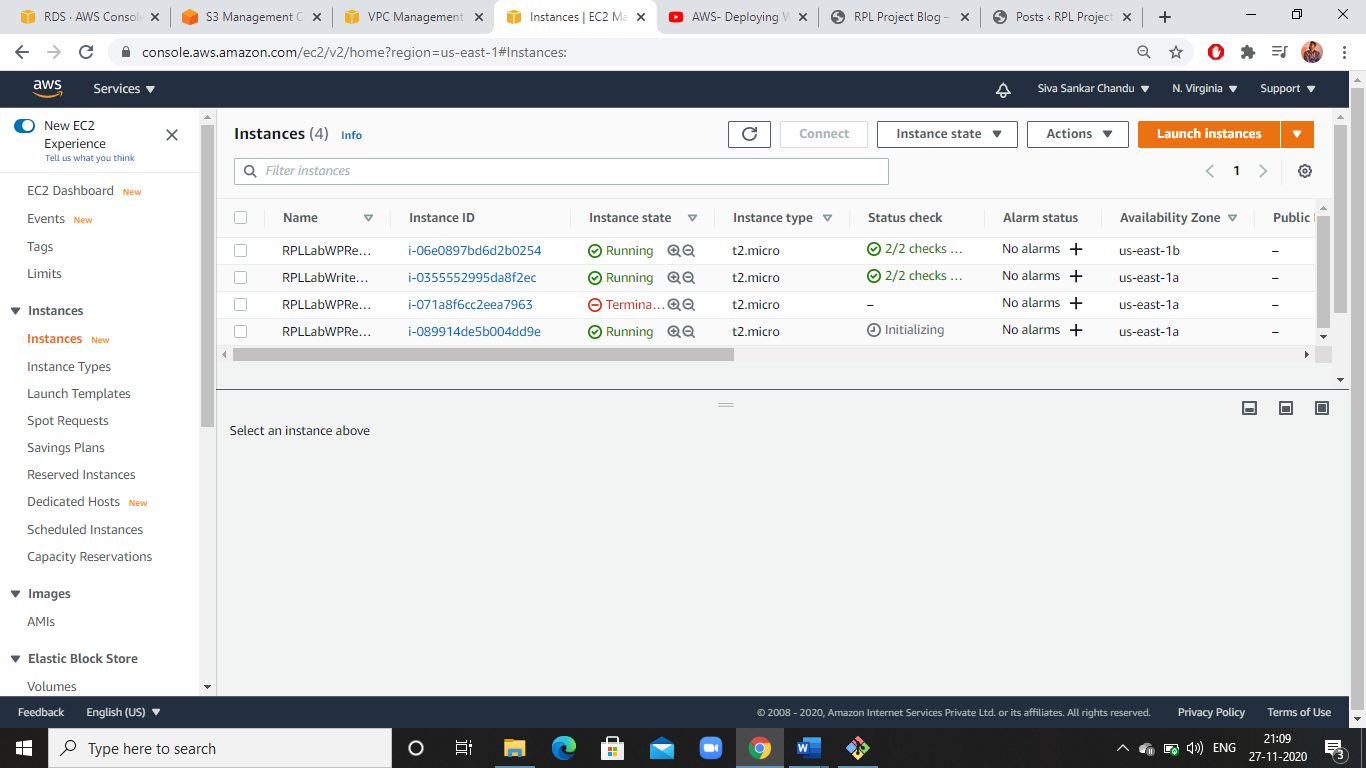 RDS · AWS Consol
S3 Management C
VPC Management
Instances | EC2 Ma
AWS- Deploying W
RPL Project Blog –
Posts ‹ RPL Project
console.aws.amazon.com/ec2/v2/home?region=us-east-1#Instances:
aws
Services
Siva Sankar Chandu
N. Virginia
Support
New EC2
Experience
Tell us what you think
EC2 Dashboard New
Events New
Tags
Limits
Instances
Instances New
Instance Types
Launch Templates
Spot Requests
Savings Plans
Reserved Instances
Dedicated Hosts New
Scheduled Instances
Capacity Reservations
Images
AMIs
Elastic Block Store
Volumes
Instances (4) Info
Connect
Instance state
Actions
Launch instances
Filter instances
1
Name Instance ID Instance state Instance type Status check Alarm status Availability Zone Public
RPLLabWPRe... i-06e0897bd6d2b0254 Running t2.micro 2/2 checks ... No alarms + us-east-1b –
RPLLabWrite... i-0355552995da8f2ec Running t2.micro 2/2 checks ... No alarms + us-east-1a –
RPLLabWPRe... i-071a8f6cc2eea7963 Termina... t2.micro – No alarms + us-east-1a –
RPLLabWPRe... i-089914de5b004dd9e Running t2.micro Initializing No alarms + us-east-1a –
Select an instance above
Feedback
English (US)
© 2008 - 2020, Amazon Internet Services Private Ltd. or its affiliates. All rights reserved.
Privacy Policy
Terms of Use
Type here to search
ENG
21:09
27-11-2020
3